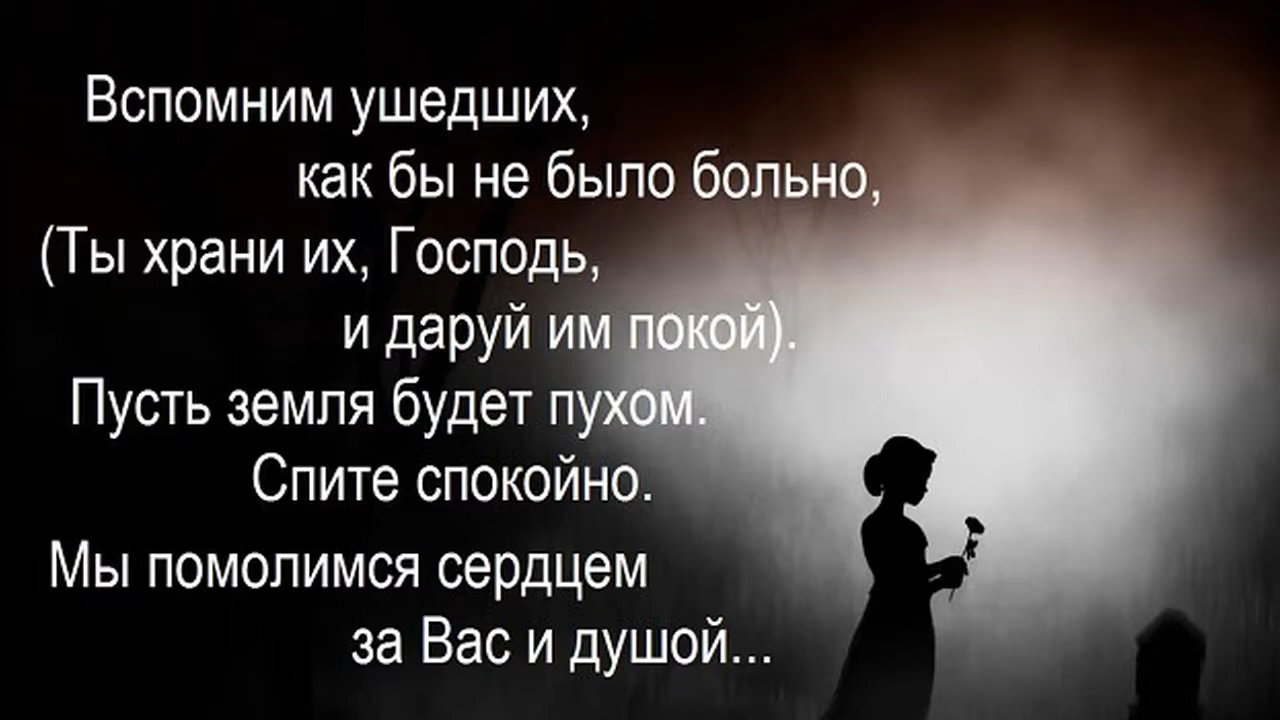 Вспомним ушедших,
как бы не было больно,
(Ты храни их, Господь,
и даруй им покой).
Пусть земля будет пухом.
Спите спокойно.
Мы помолимся сердцем
за Вас и душой...